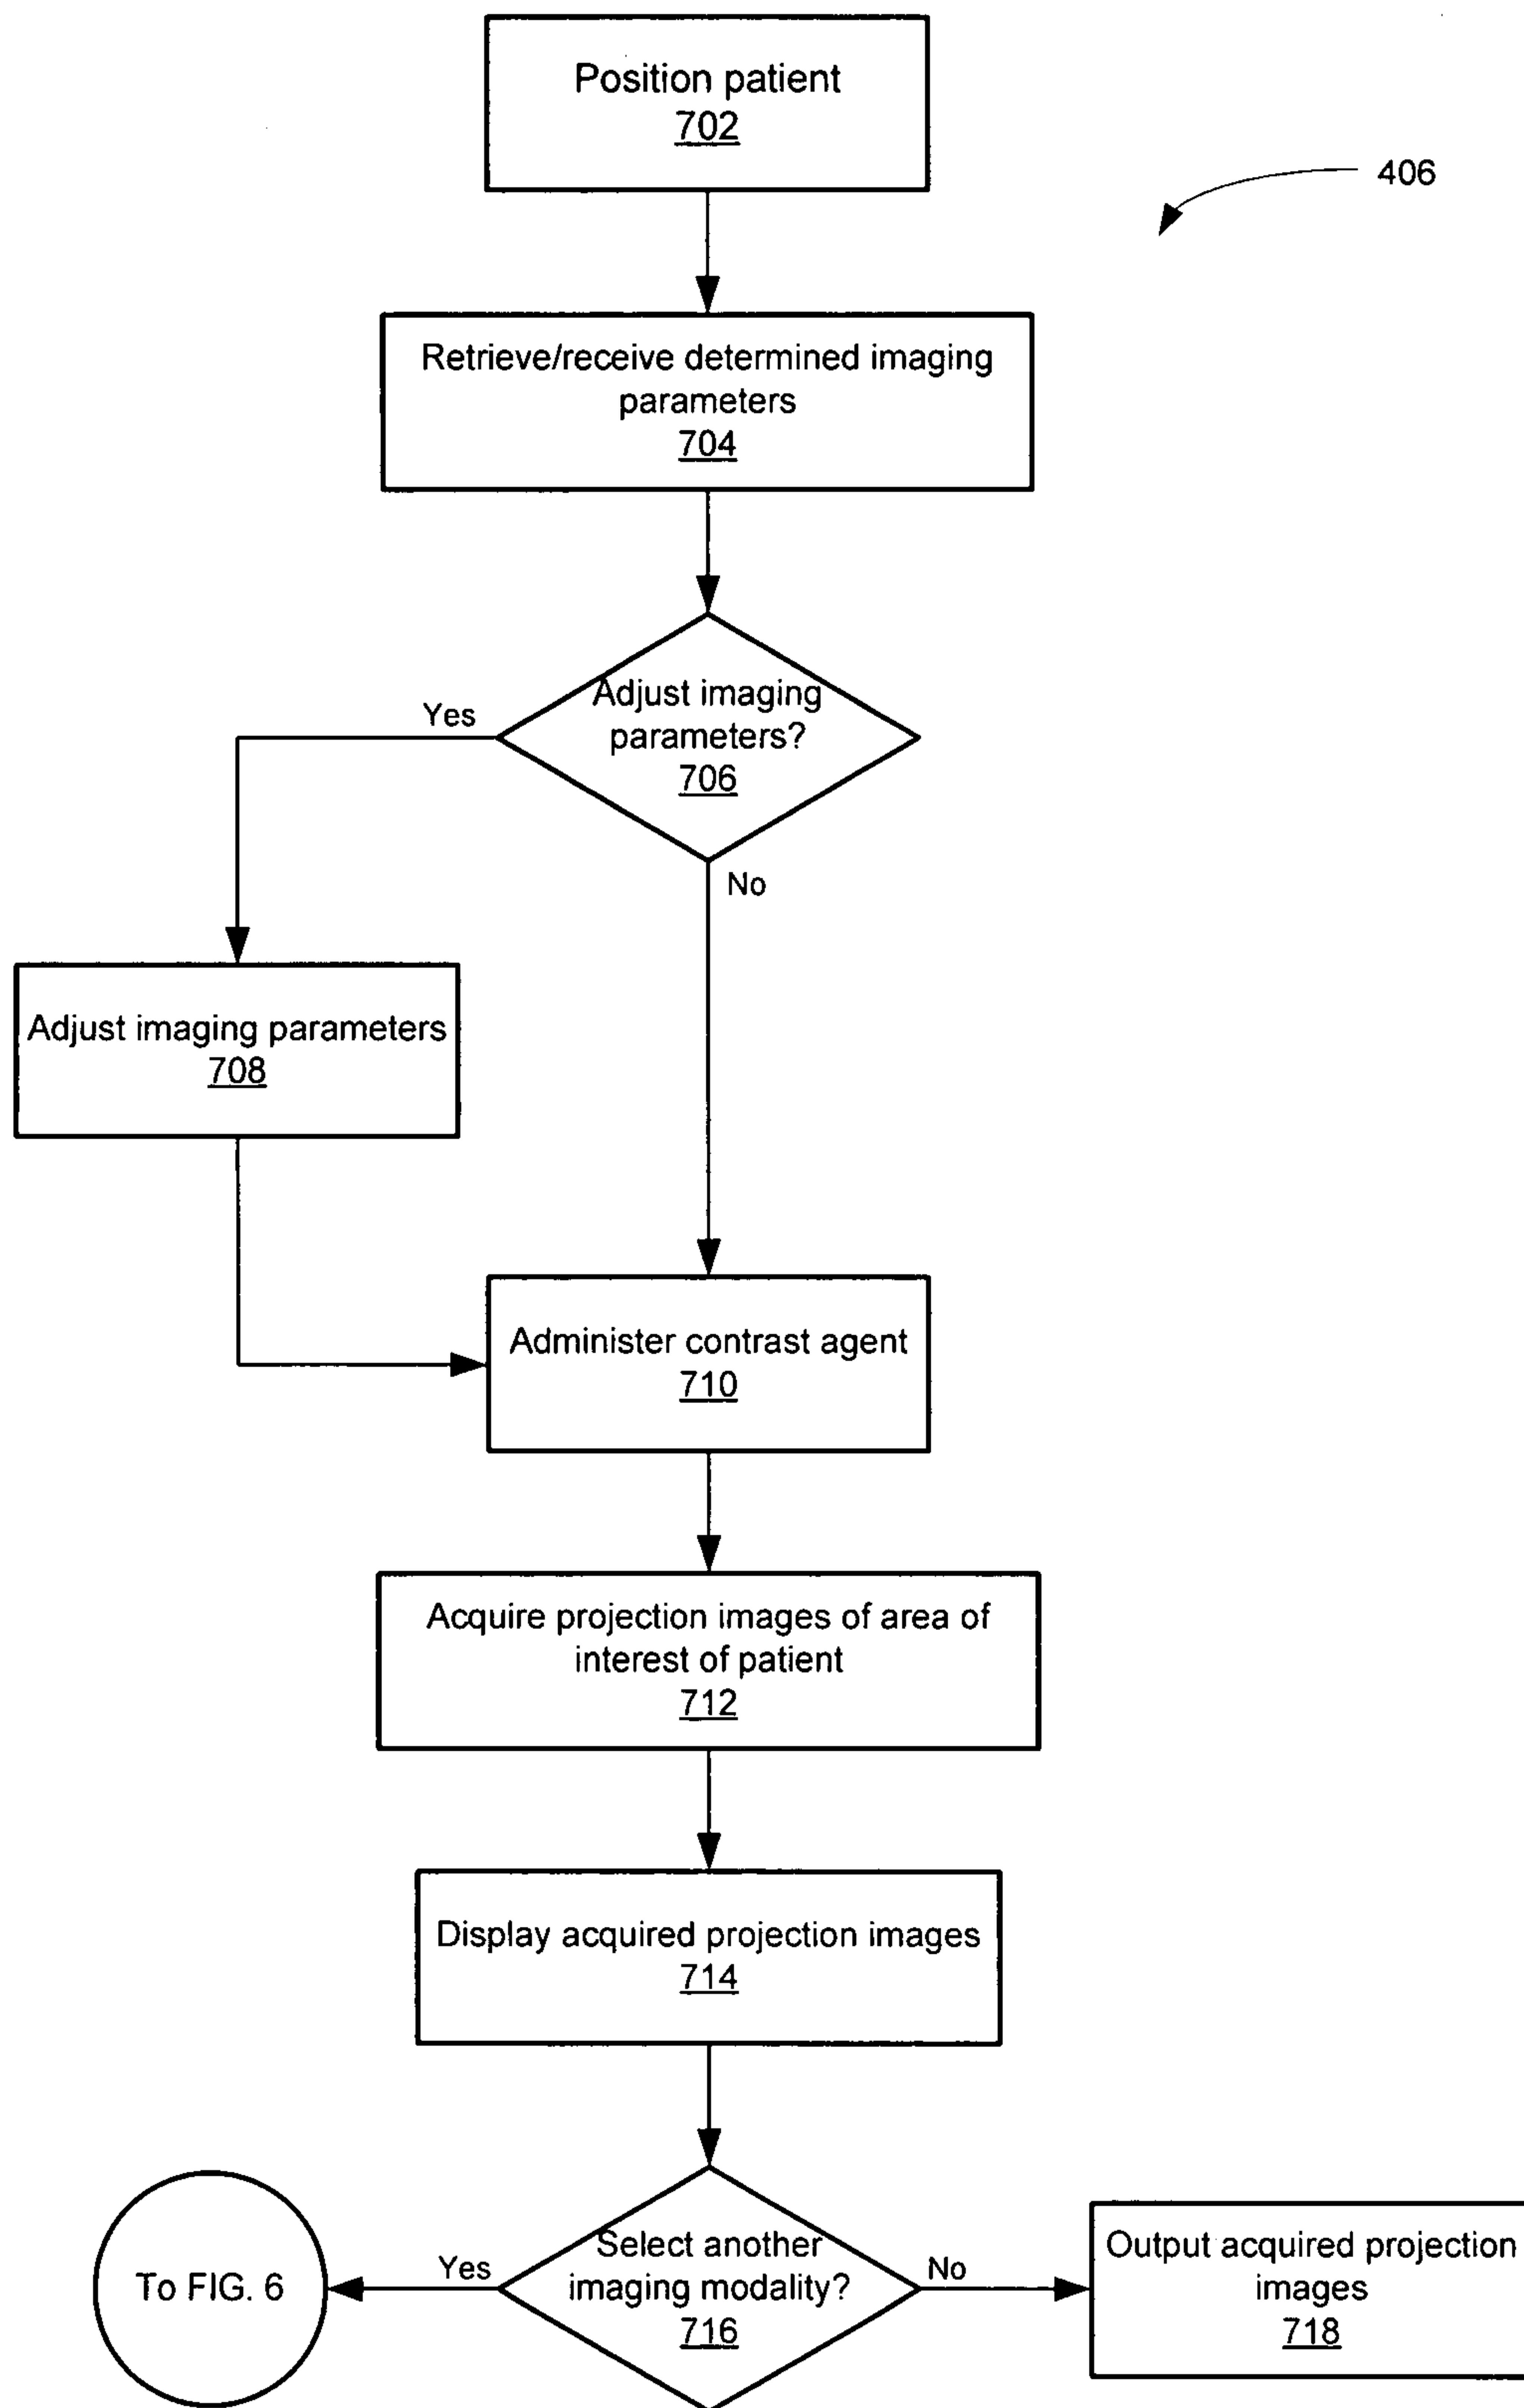 Position patient
702
406
Retrieve/receive determined imaging
parameters
704
Adjust imaging
parameters?
706
Yes
No
Adjust imaging parameters
708
Administer contrast agent
710
Acquire projection images of area of
interest of patient
712
Display acquired projection images
714
Select another
imaging modality?
716
Yes
No
To FIG. 6
Output acquired projection
images
718